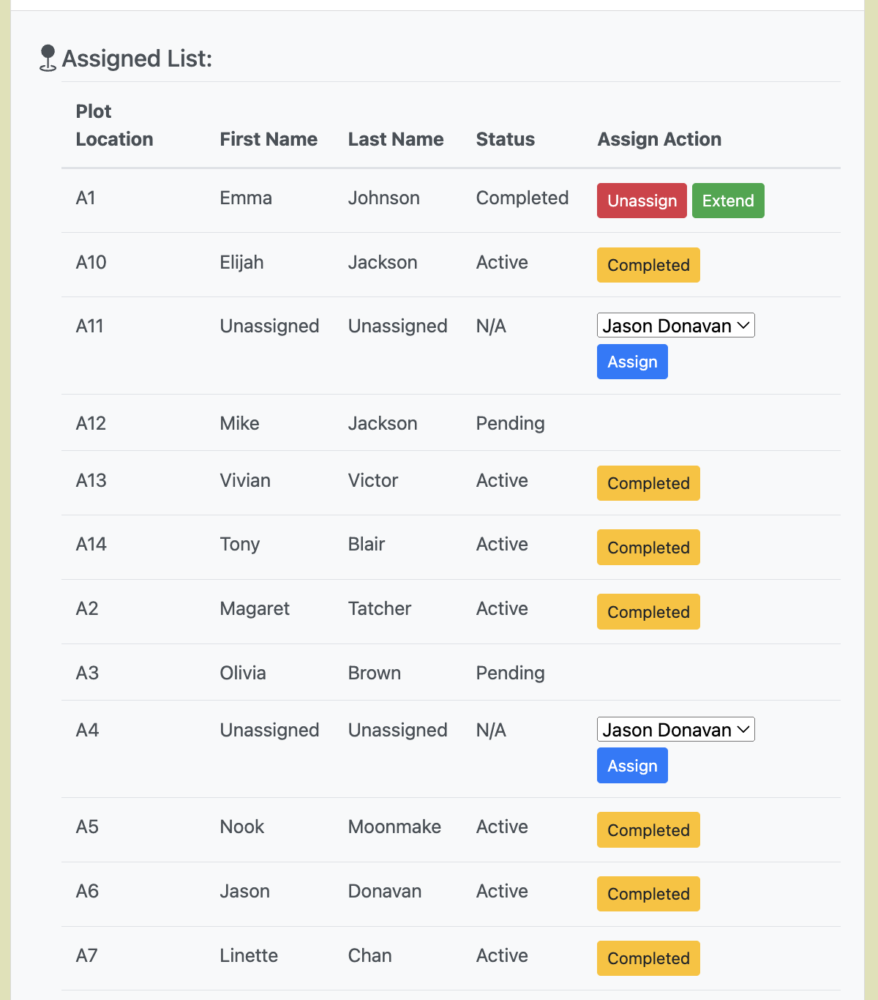 Assigned List:
Plot Location First Name Last Name Status Assign Action
A1 Emma Johnson Completed Unassign Extend
A10 Elijah Jackson Active Completed
A11 Unassigned Unassigned N/A Jason Donavan
Assign
A12 Mike Jackson Pending
A13 Vivian Victor Active Completed
A14 Tony Blair Active Completed
A2 Magaret Tatcher Active Completed
A3 Olivia Brown Pending
A4 Unassigned Unassigned N/A Jason Donavan
Assign
A5 Nook Moonmake Active Completed
A6 Jason Donavan Active Completed
A7 Linette Chan Active Completed